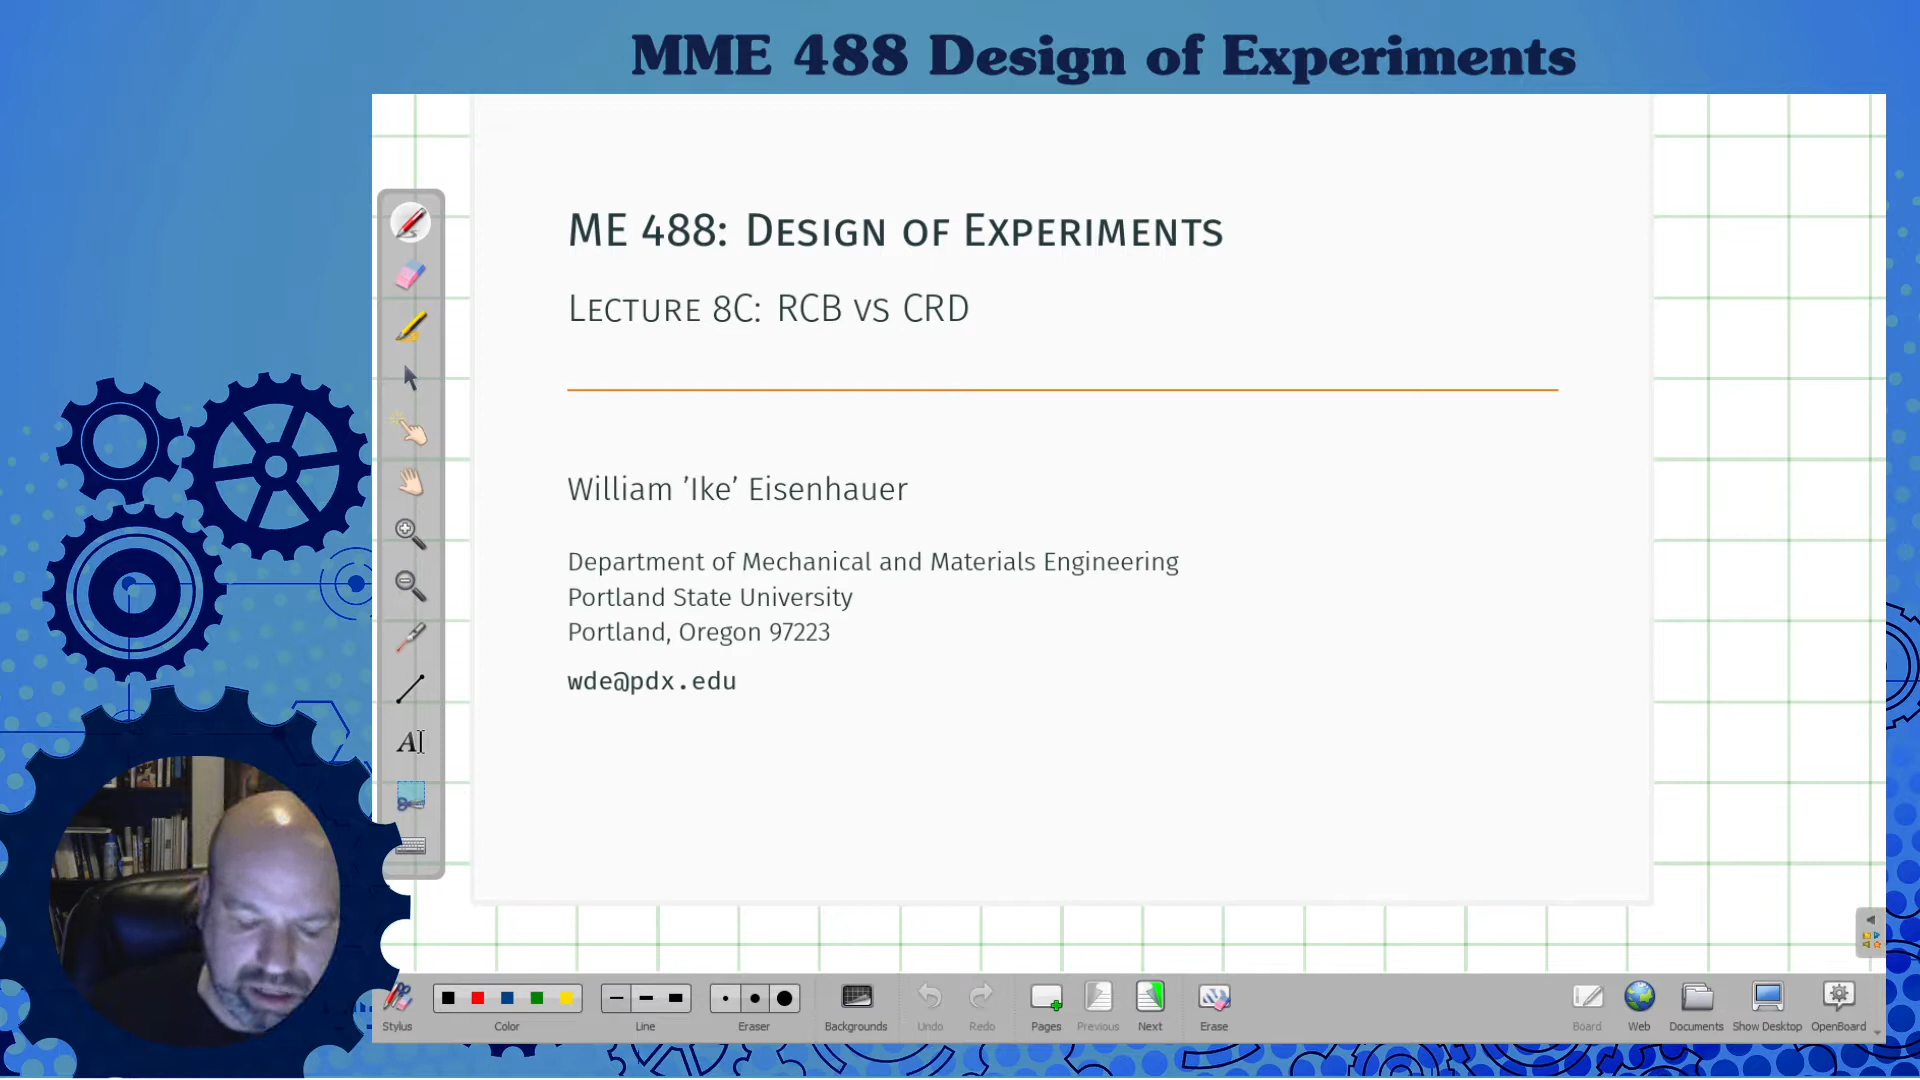 MME 488 Design of Experiments
ME 488: Design of Experiments
Lecture 8C: RCB vs CRD
William ’Ike’ Eisenhauer
Department of Mechanical and Materials Engineering
Portland State University
Portland, Oregon 97223
wde@pdx.edu
A
Stylus Color Line Eraser Backgrounds Undo Redo Pages Previous Next Erase Board Web Documents Show Desktop OpenBoard